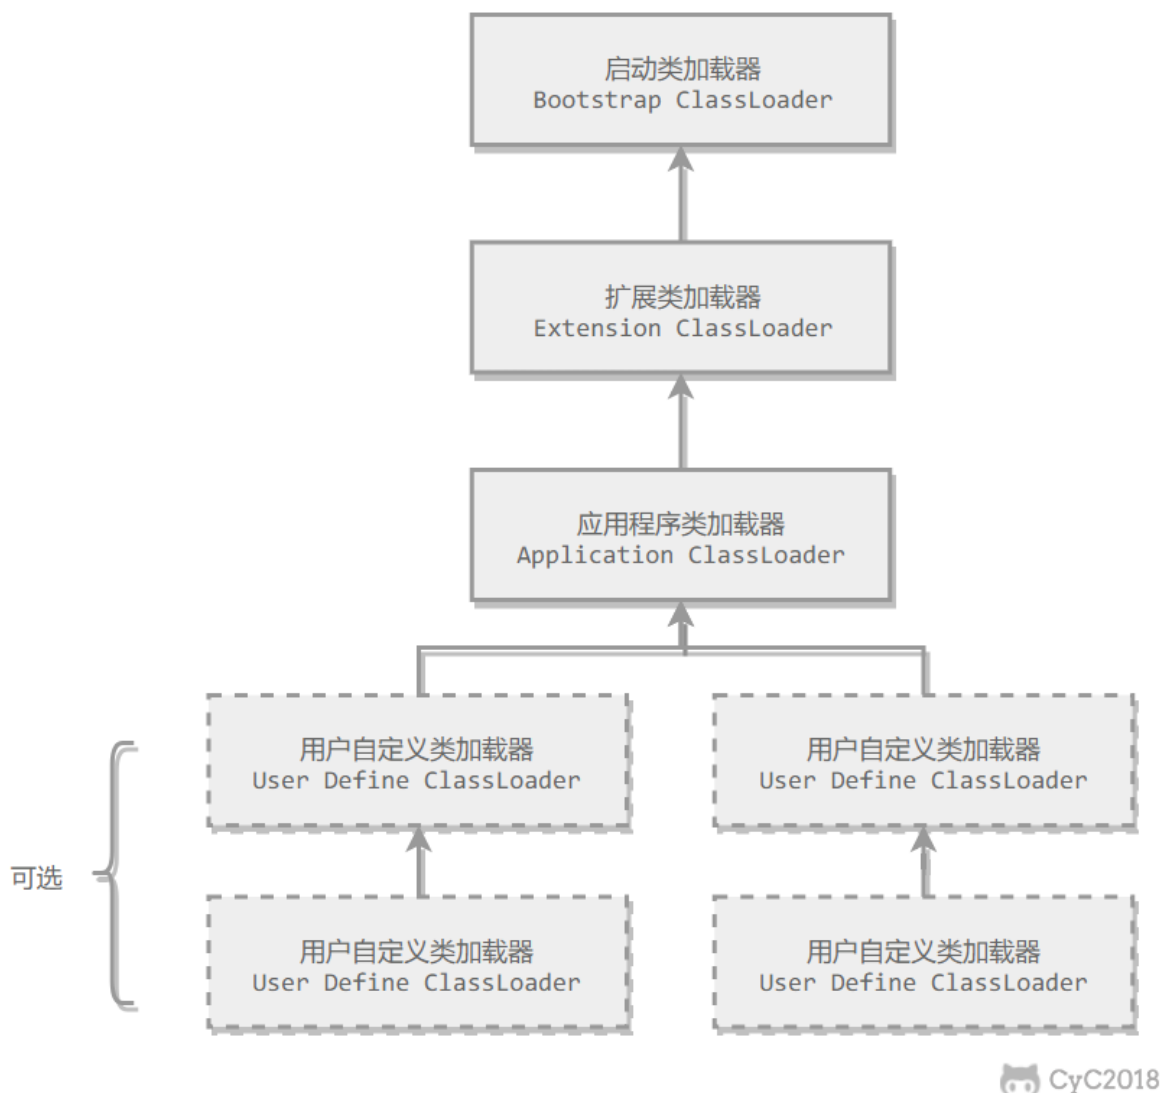 启动类加载器
Bootstrap ClassLoader
扩展类加载器
Extension ClassLoader
应用程序类加载器
Application ClassLoader
用户自定义类加载器
User Define ClassLoader
用户自定义类加载器
User Define ClassLoader
可选
用户自定义类加载器
User Define ClassLoader
用户自定义类加载器
User Define ClassLoader
CyC2018